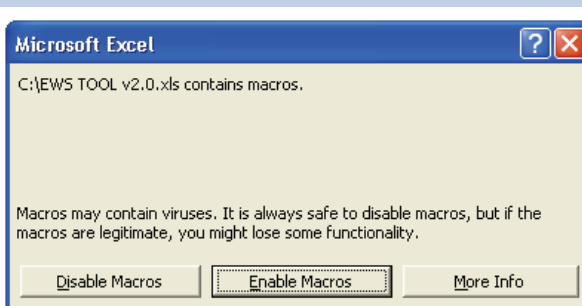 Microsoft Excel
C:\EWS TOOL v2.0.xls contains macros.
Macros may contain viruses. It is always safe to disable macros, but if the
macros are legitimate, you might lose some functionality.
Disable Macros Enable Macros More Info